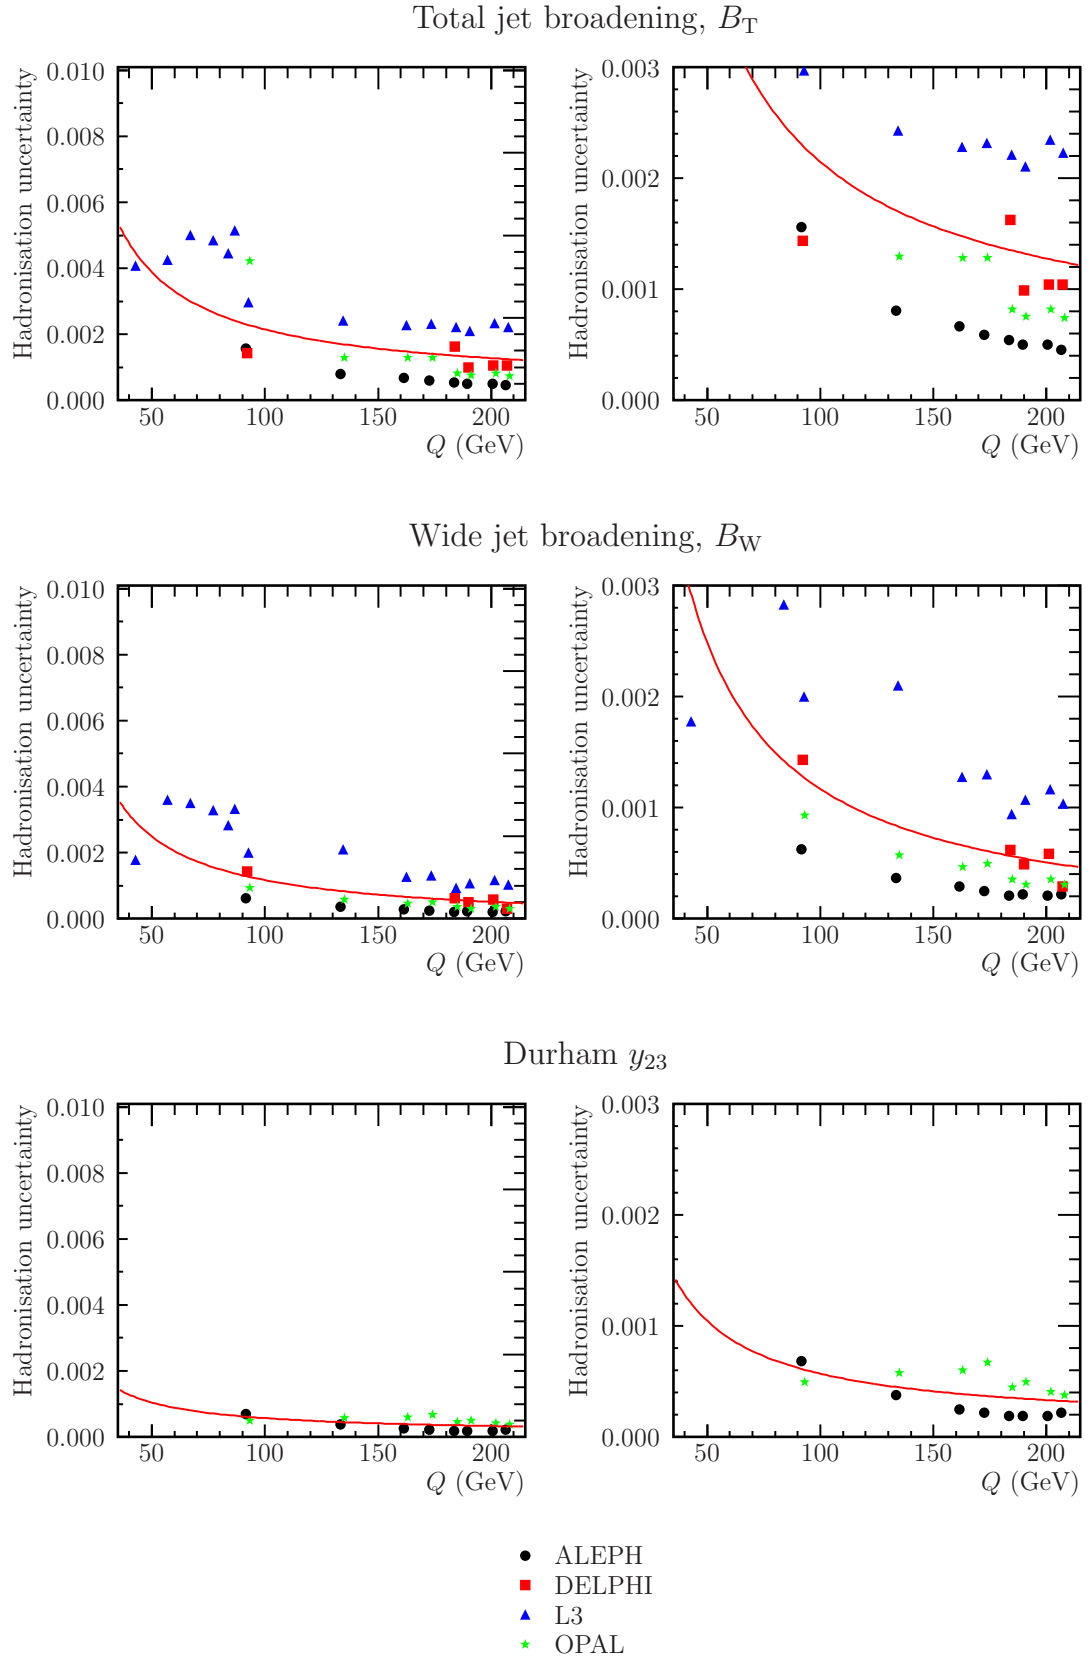 Total jet broadening, B_T
Hadronisation uncertainty
0.010
0.008
0.006
0.004
0.002
0.000
50 100 150 200
Q (GeV)
Hadronisation uncertainty
0.003
0.002
0.001
0.000
50 100 150 200
Q (GeV)
Wide jet broadening, B_W
Hadronisation uncertainty
0.010
0.008
0.006
0.004
0.002
0.000
50 100 150 200
Q (GeV)
Hadronisation uncertainty
0.003
0.002
0.001
0.000
50 100 150 200
Q (GeV)
Durham y_23
Hadronisation uncertainty
0.010
0.008
0.006
0.004
0.002
0.000
50 100 150 200
Q (GeV)
Hadronisation uncertainty
0.003
0.002
0.001
0.000
50 100 150 200
Q (GeV)
ALEPH
DELPHI
L3
OPAL